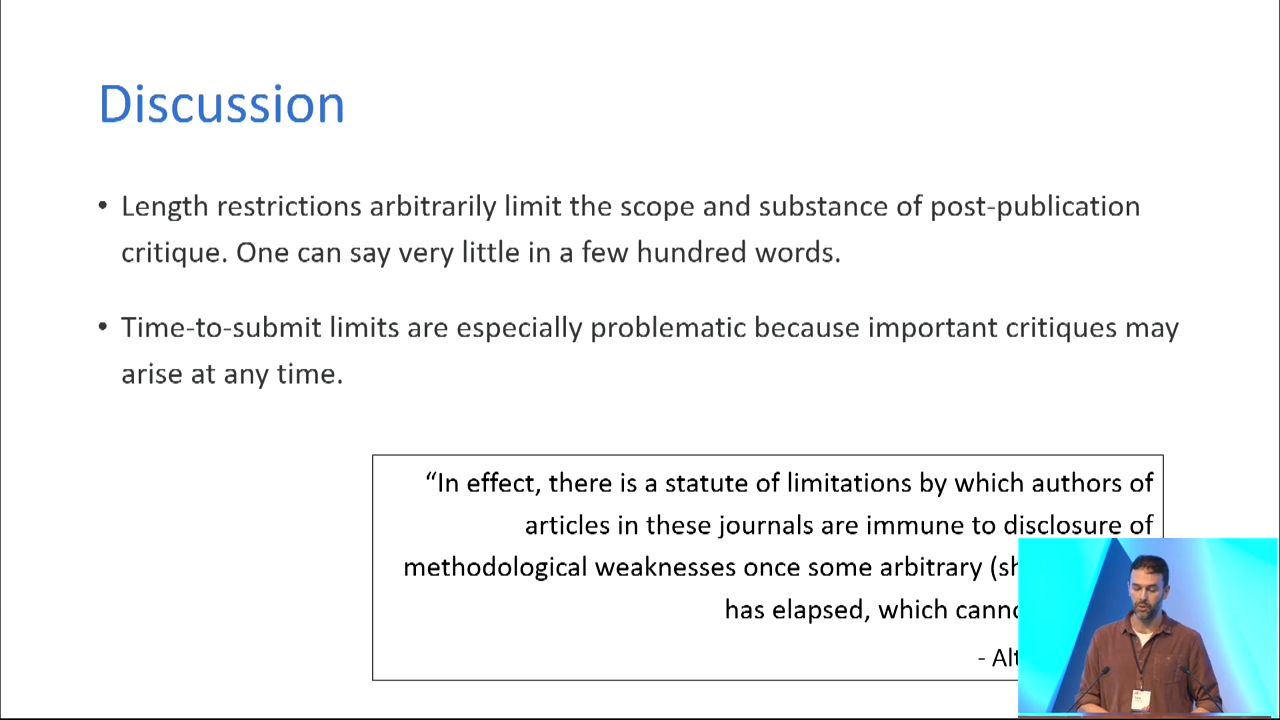 Discussion
• Length restrictions arbitrarily limit the scope and substance of post-publication
critique. One can say very little in a few hundred words.
• Time-to-submit limits are especially problematic because important critiques may
arise at any time.
“In effect, there is a statute of limitations by which authors of
articles in these journals are immune to disclosure of
methodological weaknesses once some arbitrary
has elapsed, which
-